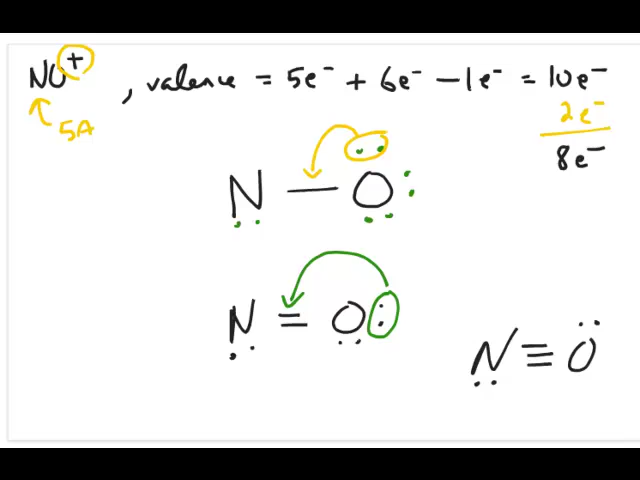 NO⁺, valence = 5e⁻ + 6e⁻ − 1e⁻ = 10e⁻
2e⁻
5A
8e⁻
N — O
N = O
N ≡ O